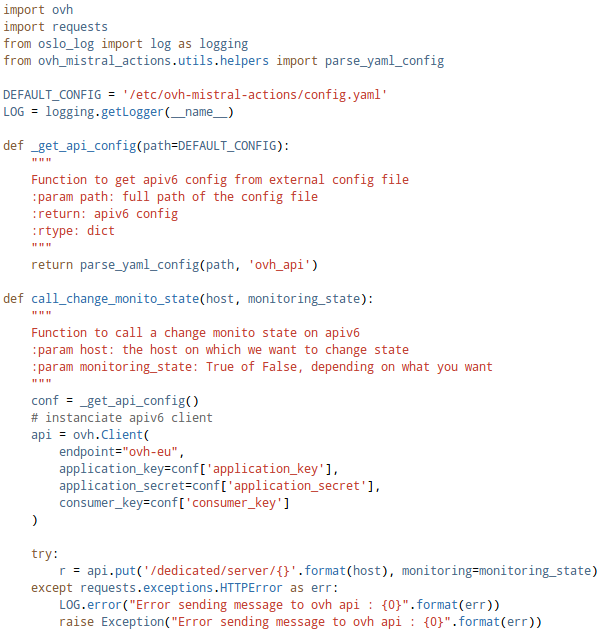 import ovh
import requests
from oslo_log import log as logging
from ovh_mistral_actions.utils.helpers import parse_yaml_config

DEFAULT_CONFIG = '/etc/ovh-mistral-actions/config.yaml'
LOG = logging.getLogger(__name__)

def _get_api_config(path=DEFAULT_CONFIG):
    """
    Function to get apiv6 config from external config file
    :param path: full path of the config file
    :return: apiv6 config
    :rtype: dict
    """
    return parse_yaml_config(path, 'ovh_api')

def call_change_monito_state(host, monitoring_state):
    """
    Function to call a change monito state on apiv6
    :param host: the host on which we want to change state
    :param monitoring_state: True of False, depending on what you want
    """
    conf = _get_api_config()
    # instanciate apiv6 client
    api = ovh.Client(
        endpoint="ovh-eu",
        application_key=conf['application_key'],
        application_secret=conf['application_secret'],
        consumer_key=conf['consumer_key']
    )

    try:
        r = api.put('/dedicated/server/{}'.format(host), monitoring=monitoring_state)
    except requests.exceptions.HTTPError as err:
        LOG.error("Error sending message to ovh api : {0}".format(err))
        raise Exception("Error sending message to ovh api : {0}".format(err))